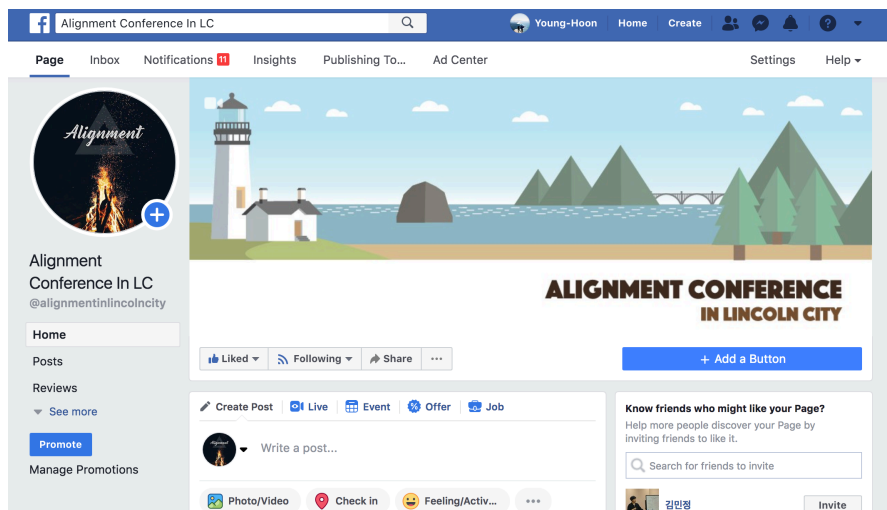 Alignment Conference In LC
Young-Hoon Home Create
Page Inbox Notifications 11 Insights Publishing To... Ad Center Settings Help
Alignment
Alignment
Conference In LC
@alignmentinlincolncity
Home
Posts
Reviews
See more
Promote
Manage Promotions
ALIGNMENT CONFERENCE
IN LINCOLN CITY
Liked Following Share ...
+ Add a Button
Create Post Live Event Offer Job
Write a post...
Photo/Video Check in Feeling/Activ... ...
Know friends who might like your Page?
Help more people discover your Page by
inviting friends to like it.
Search for friends to invite
김민정 Invite